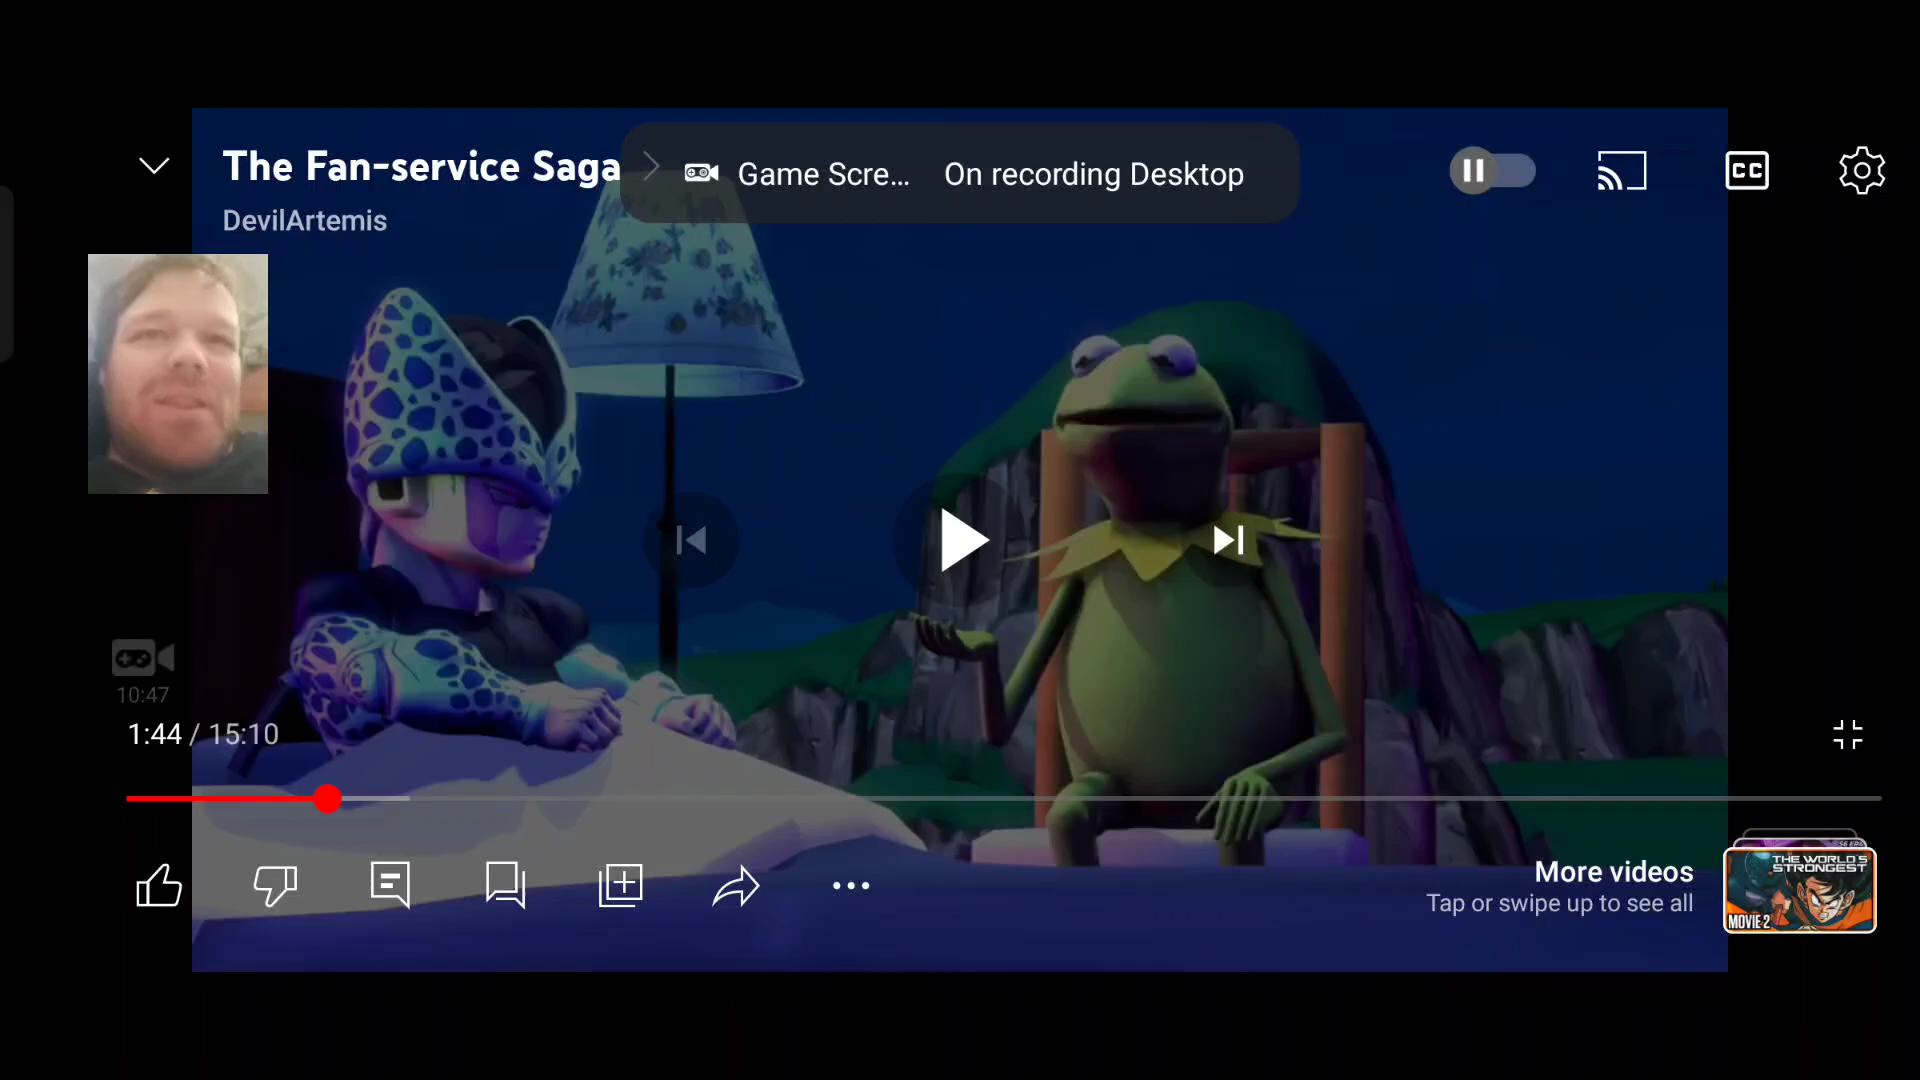 The Fan-service Saga
DevilArtemis
Game Scre... On recording Desktop
CC
10:47
1:44 / 15:10
More videos
Tap or swipe up to see all
THE WORLD'S
STRONGEST
MOVIE 2